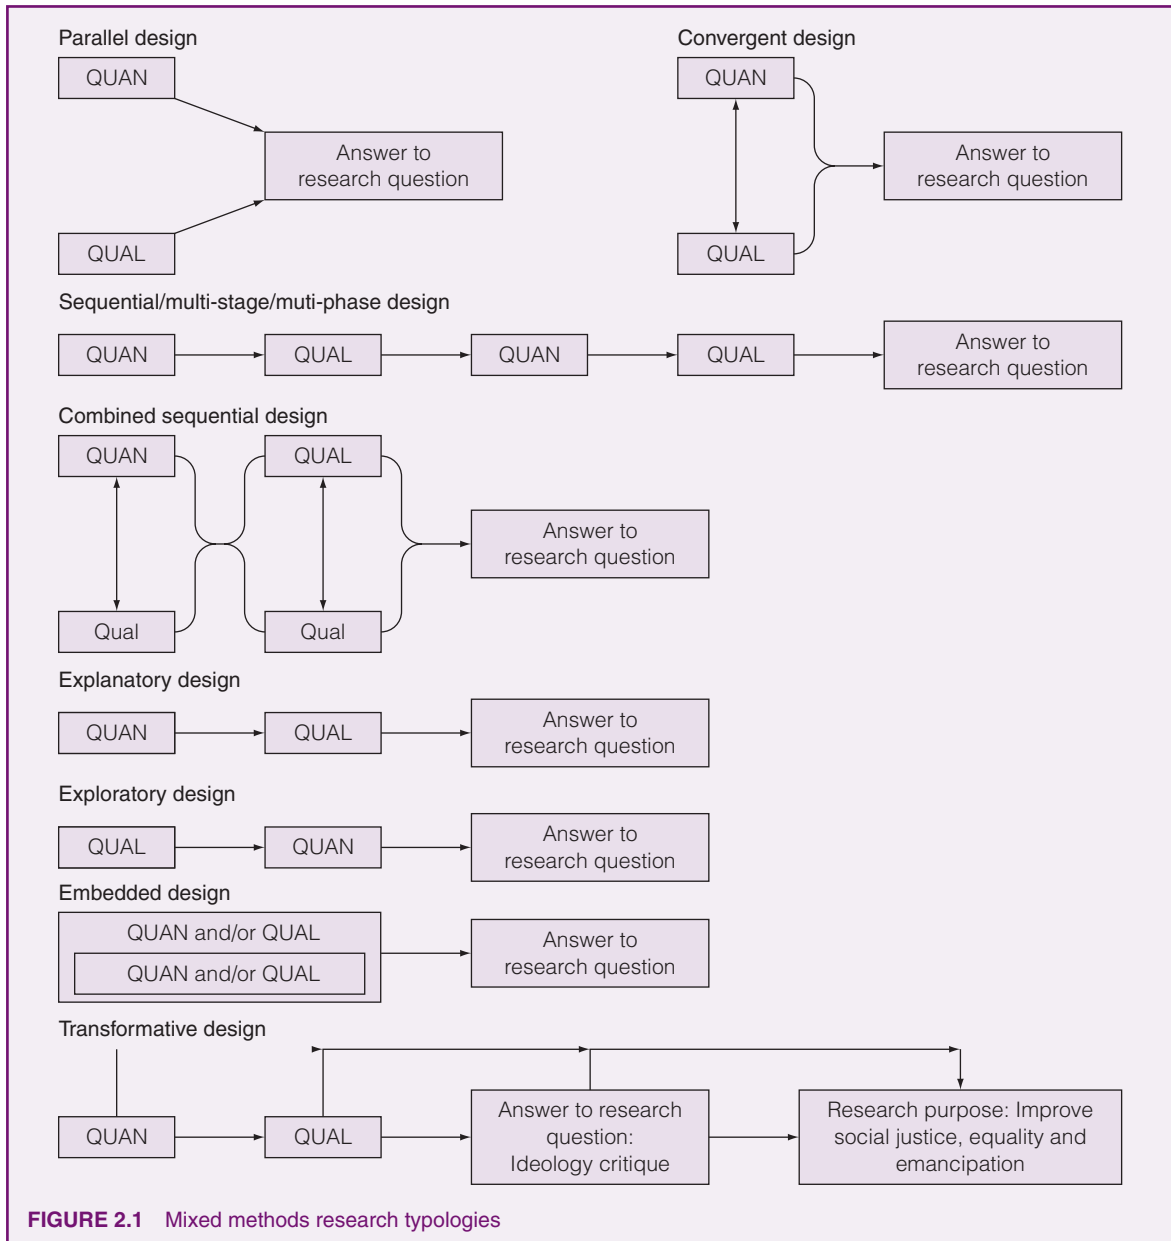 Parallel design
QUAN
Answer to
research question
QUAL
Convergent design
QUAN
Answer to
research question
QUAL
Sequential/multi-stage/muti-phase design
QUAN
QUAL
QUAN
QUAL
Answer to
research question
Combined sequential design
QUAN
QUAL
Answer to
research question
Qual
Qual
Explanatory design
QUAN
QUAL
Answer to
research question
Exploratory design
QUAL
QUAN
Answer to
research question
Embedded design
QUAN and/or QUAL
QUAN and/or QUAL
Answer to
research question
Transformative design
QUAN
QUAL
Answer to research
question:
Ideology critique
Research purpose: Improve
social justice, equality and
emancipation
FIGURE 2.1 Mixed methods research typologies